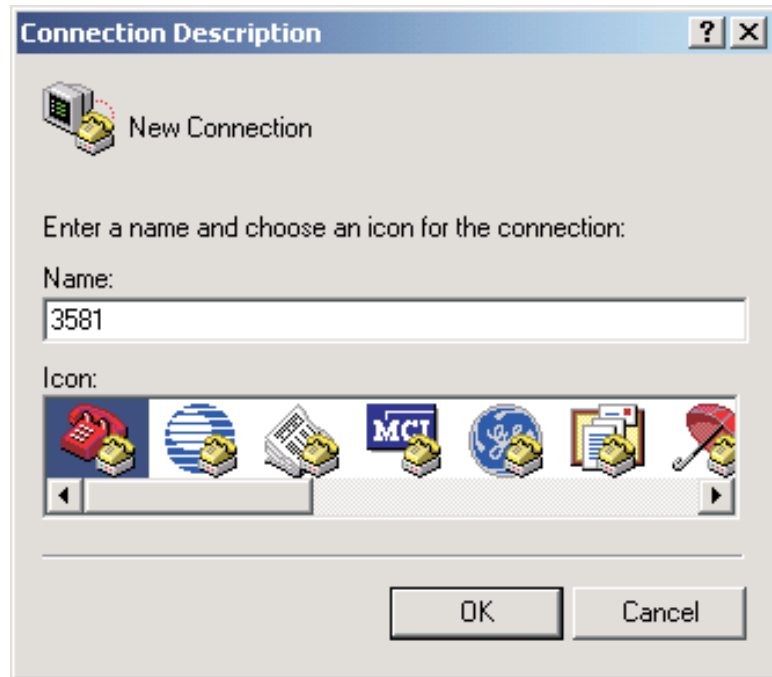 Connection Description
New Connection
Enter a name and choose an icon for the connection:
Name:
3581
Icon:
MCI
OK Cancel